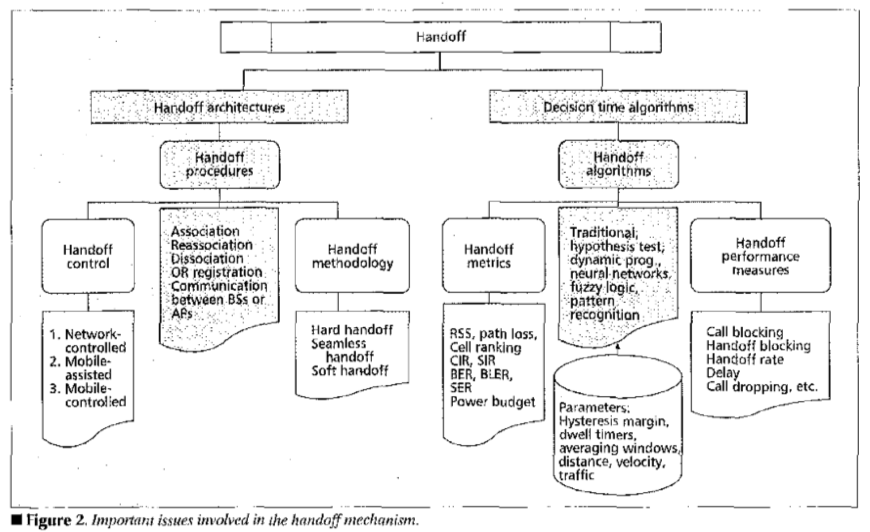 Handoff
Handoff architectures
Decision time algorithms
Handoff
procedures
Handoff
algorithms
Handoff
control
Association
Reassociation
Dissociation
OR registration
Communication
between BSs or
APs
Handoff
methodology
Handoff
metrics
Traditional,
hypothesis test,
dynamic prog.,
neural networks,
fuzzy logic,
pattern
recognition
Handoff
performance
measures
1. Network-
controlled
2. Mobile-
assisted
3. Mobile-
controlled
Hard handoff
Seamless
handoff
Soft handoff
RSS, path loss,
Cell ranking
CIR, SIR
BER, BLER,
SER
Power budget
Parameters:
Hysteresis margin,
dwell timers,
averaging windows,
distance, velocity,
traffic
Call blocking
Handoff blocking
Handoff rate
Delay
Call dropping, etc.
■ Figure 2. Important issues involved in the handoff mechanism.